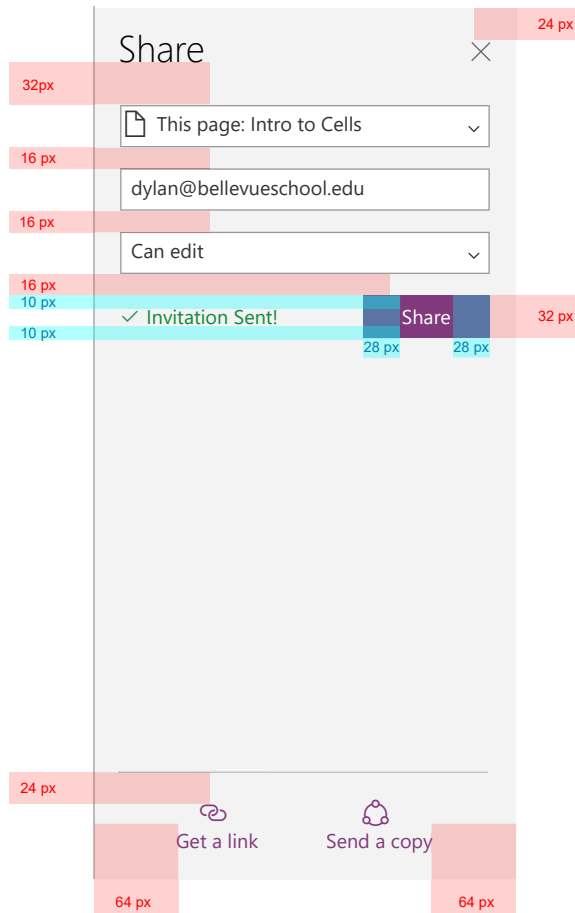 24 px
Share
32px
This page: Intro to Cells
16 px
dylan@bellevueschool.edu
16 px
Can edit
16 px
10 px
Invitation Sent!
Share
32 px
10 px
28 px
28 px
24 px
Get a link
Send a copy
64 px
64 px